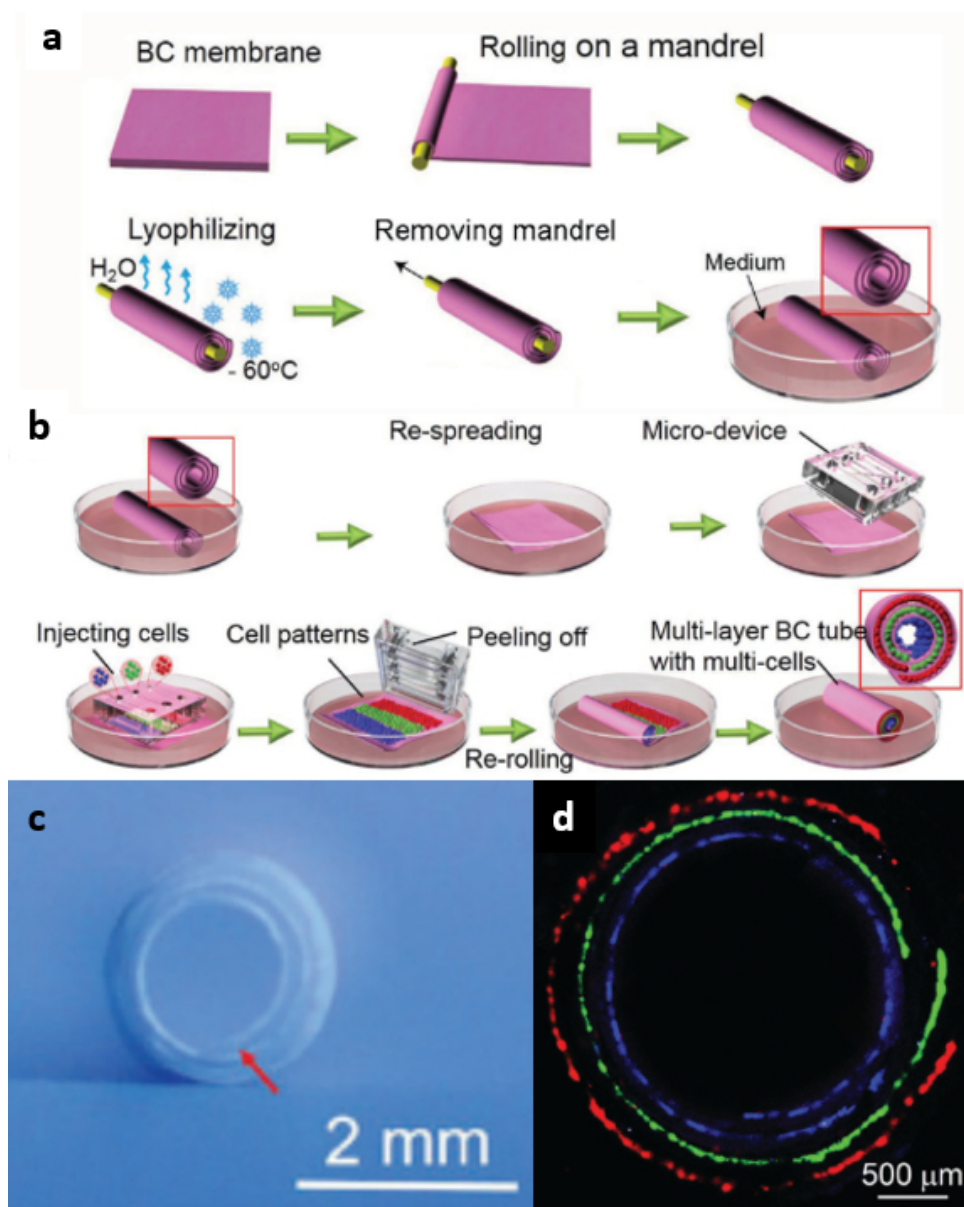 a
BC membrane
Rolling on a mandrel
Lyophilizing
H₂O
- 60°C
Removing mandrel
Medium
b
Re-spreading
Micro-device
Injecting cells
Cell patterns
Peeling off
Re-rolling
Multi-layer BC tube
with multi-cells
c
2 mm
d
500 μm